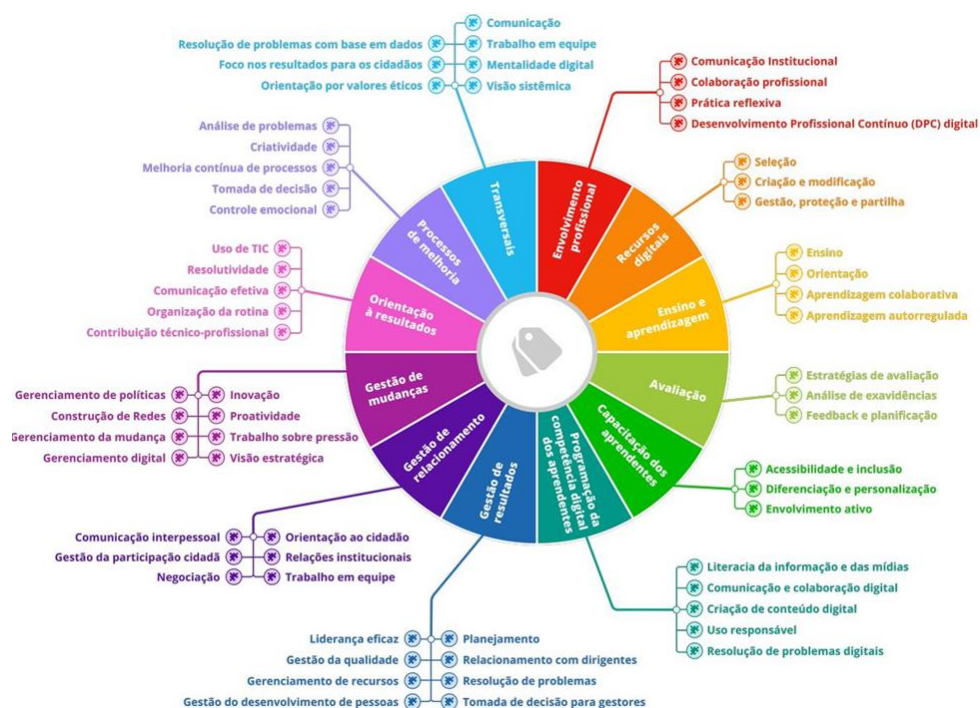 Comunicação
Resolução de problemas com base em dados
Trabalho em equipe
Foco nos resultados para os cidadãos
Mentalidade digital
Orientação por valores éticos
Visão sistêmica
Comunicação Institucional
Colaboração profissional
Prática reflexiva
Desenvolvimento Profissional Contínuo (DPC) digital
Seleção
Criação e modificação
Gestão, proteção e partilha
Ensino
Orientação
Aprendizagem colaborativa
Aprendizagem autorregulada
Estratégias de avaliação
Análise de exavidências
Feedback e planificação
Acessibilidade e inclusão
Diferenciação e personalização
Envolvimento ativo
Literacia da informação e das mídias
Comunicação e colaboração digital
Criação de conteúdo digital
Uso responsável
Resolução de problemas digitais
Liderança eficaz
Planejamento
Gestão da qualidade
Relacionamento com dirigentes
Gerenciamento de recursos
Resolução de problemas
Gestão do desenvolvimento de pessoas
Tomada de decisão para gestores
Comunicação interpessoal
Orientação ao cidadão
Gestão da participação cidadã
Relações institucionais
Negociação
Trabalho em equipe
Gerenciamento de políticas
Inovação
Construção de Redes
Proatividade
Gerenciamento da mudança
Trabalho sobre pressão
Gerenciamento digital
Visão estratégica
Uso de TIC
Resolutividade
Comunicação efetiva
Organização da rotina
Contribuição técnico-profissional
Análise de problemas
Criatividade
Melhoria contínua de processos
Tomada de decisão
Controle emocional
Transversais
Envolvimento
profissional
Recursos
digitais
Ensino e
aprendizagem
Avaliação
Capacitação dos
aprendentes
Programação da
competência digital
dos aprendentes
Gestão de
resultados
Gestão de
relacionamento
Gestão de
mudanças
Orientação
à resultados
Processos
de melhoria